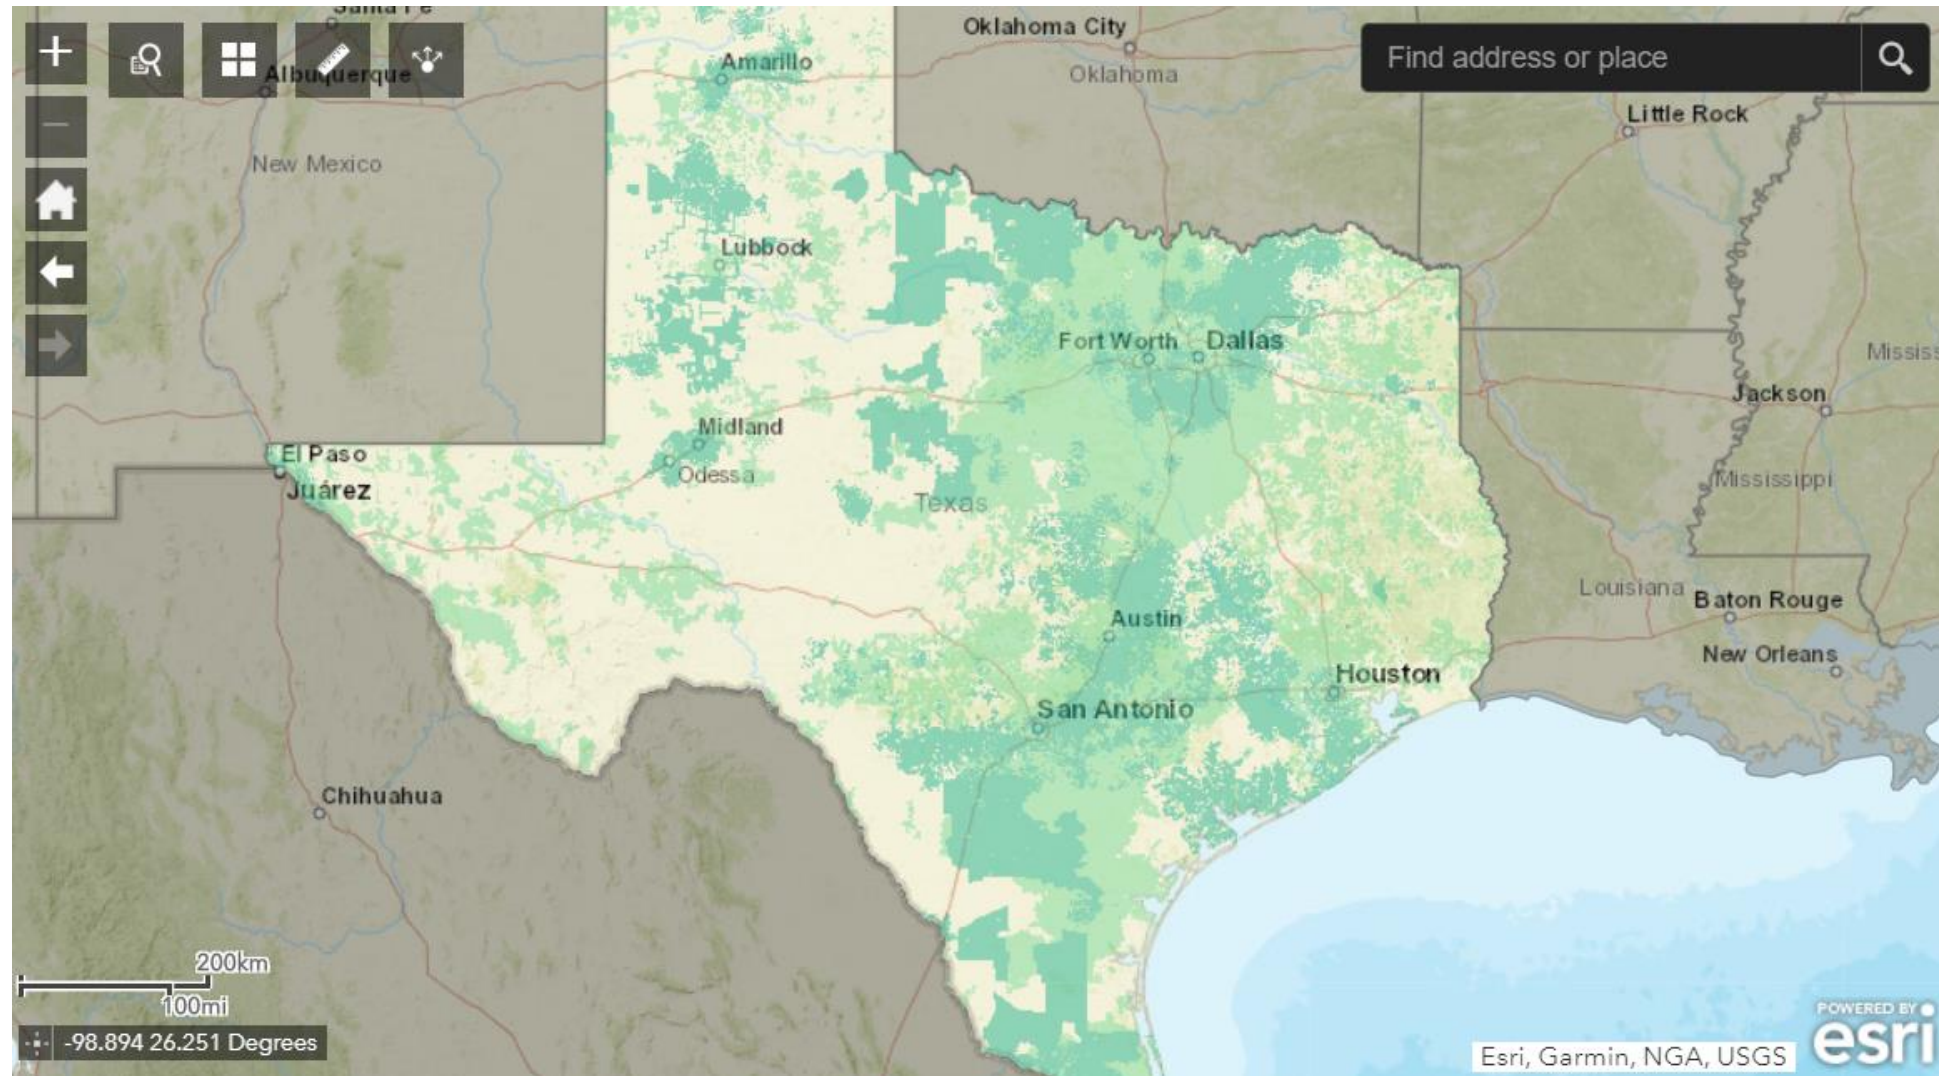 Santa Fe
Oklahoma City
Find address or place
Amarillo
Oklahoma
Albuquerque
Little Rock
New Mexico
Lubbock
Fort Worth
Dallas
Jackson
Midland
El Paso
Odessa
Juárez
Mississippi
Texas
Louisiana
Baton Rouge
Austin
New Orleans
Houston
San Antonio
Chihuahua
200km
100mi
-98.894 26.251 Degrees
POWERED BY
esri
Esri, Garmin, NGA, USGS